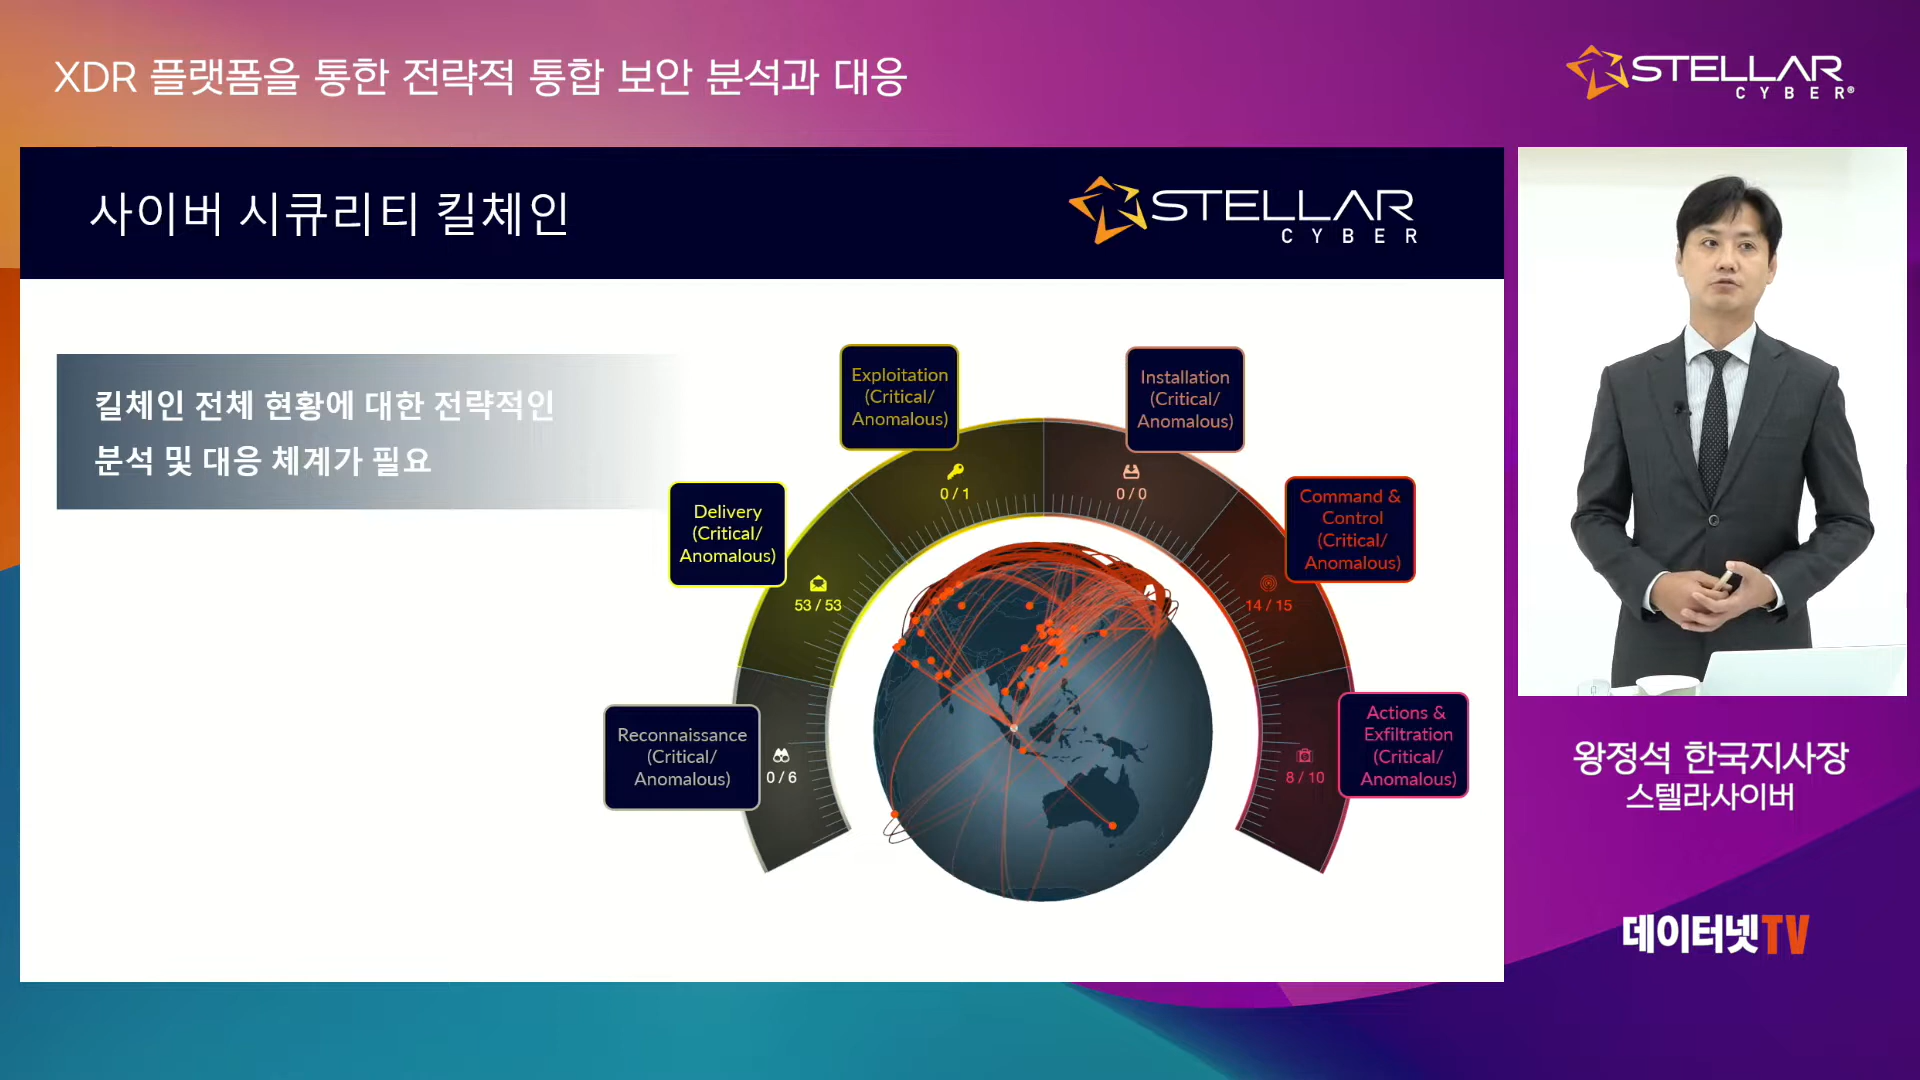 XDR 플랫폼을 통한 전략적 통합 보안 분석과 대응
STELLAR
CYBER®
사이버 시큐리티 킬체인
STELLAR
CYBER
킬체인 전체 현황에 대한 전략적인
분석 및 대응 체계가 필요
Reconnaissance
(Critical/
Anomalous)
0 / 6
Delivery
(Critical/
Anomalous)
53 / 53
Exploitation
(Critical/
Anomalous)
0 / 1
Installation
(Critical/
Anomalous)
0 / 0
Command &
Control
(Critical/
Anomalous)
14 / 15
Actions &
Exfiltration
(Critical/
Anomalous)
8 / 10
왕정석 한국지사장
스텔라사이버
데이터넷TV